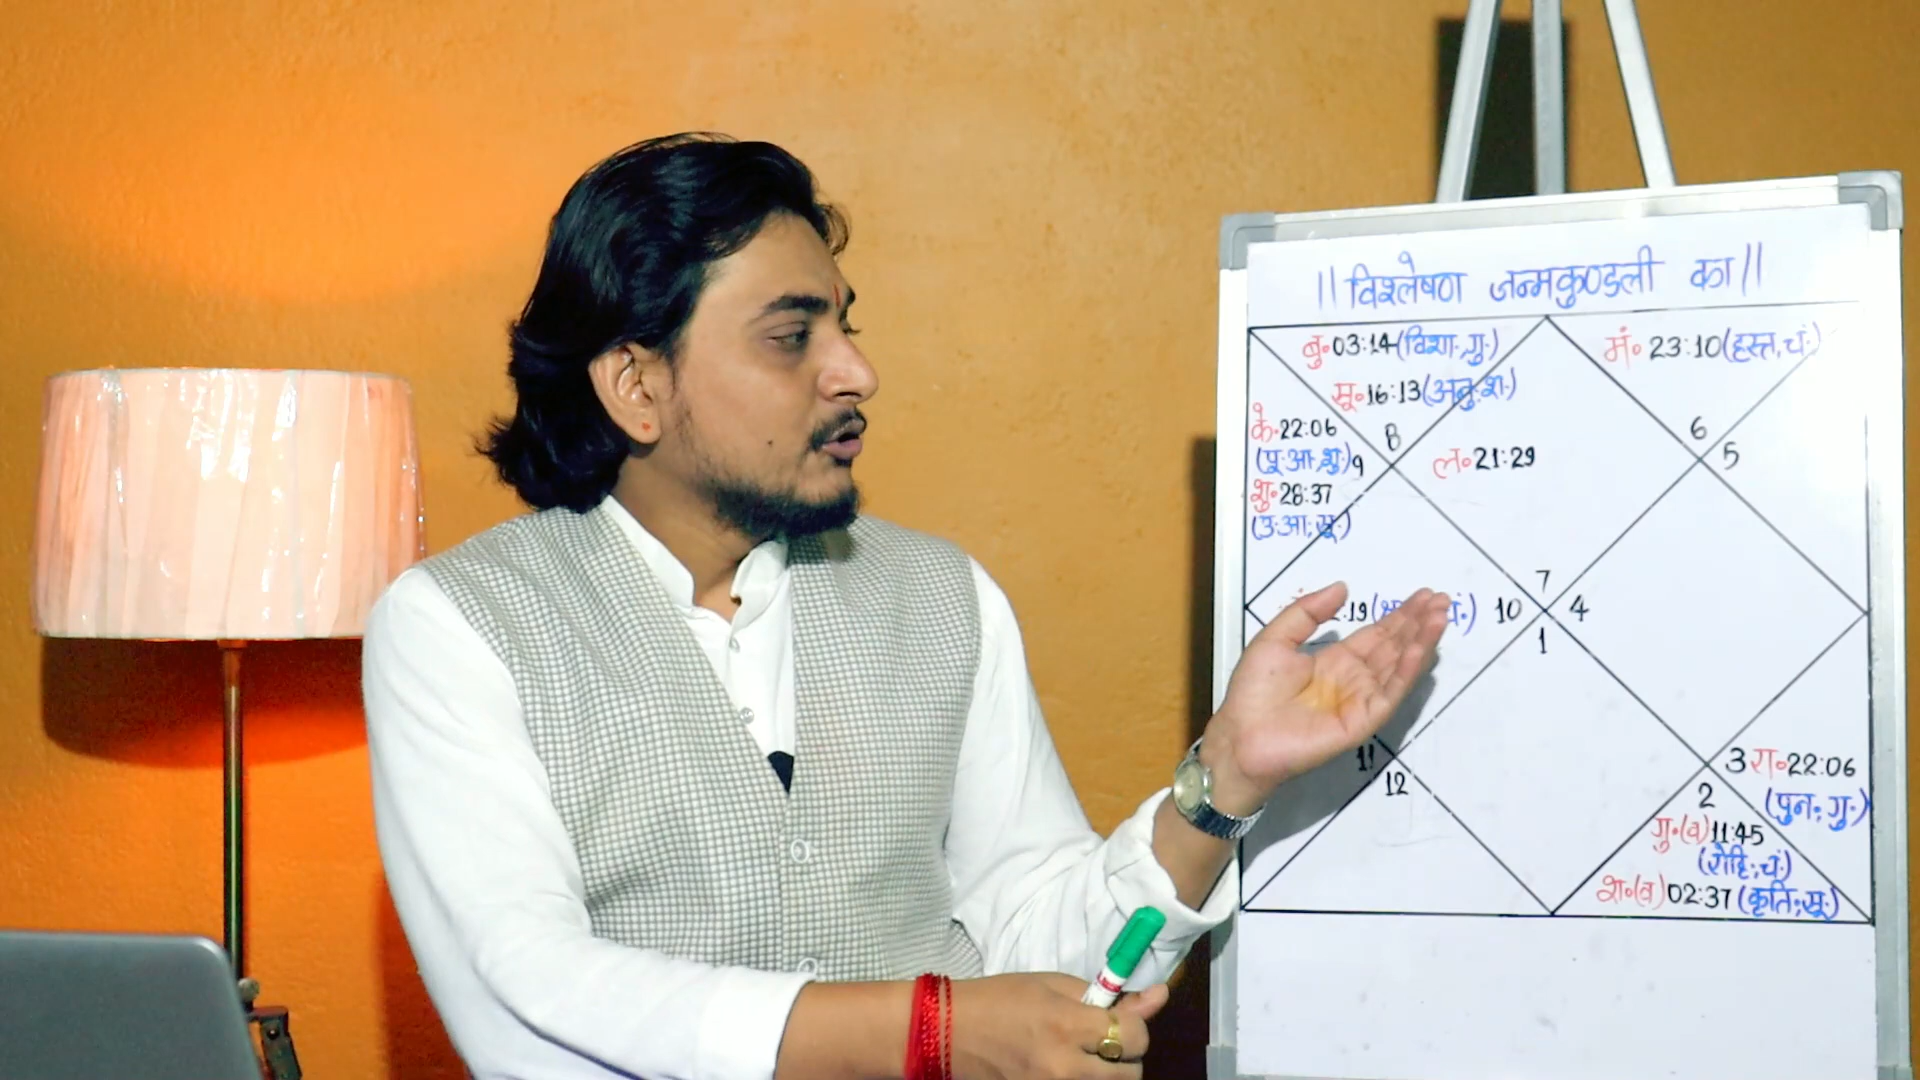 ॥ विश्लेषण जन्मकुण्डली का ॥
बु॰03:14(विशा,गु॰)
मं॰ 23:10(हस्त,चं॰)
सू॰16:13(अनु,श॰)
के॰22:06
(पू॰आ,शु॰)9
8
ल॰21:29
6
5
शु॰28:37
(उ॰आ,सू॰)
7
10
4
1
11
12
3 रा॰22:06
(पुन॰,गु॰)
2
गु॰(व)11:45
(रोहि,चं॰)
श॰(व)02:37(कृति,सू॰)